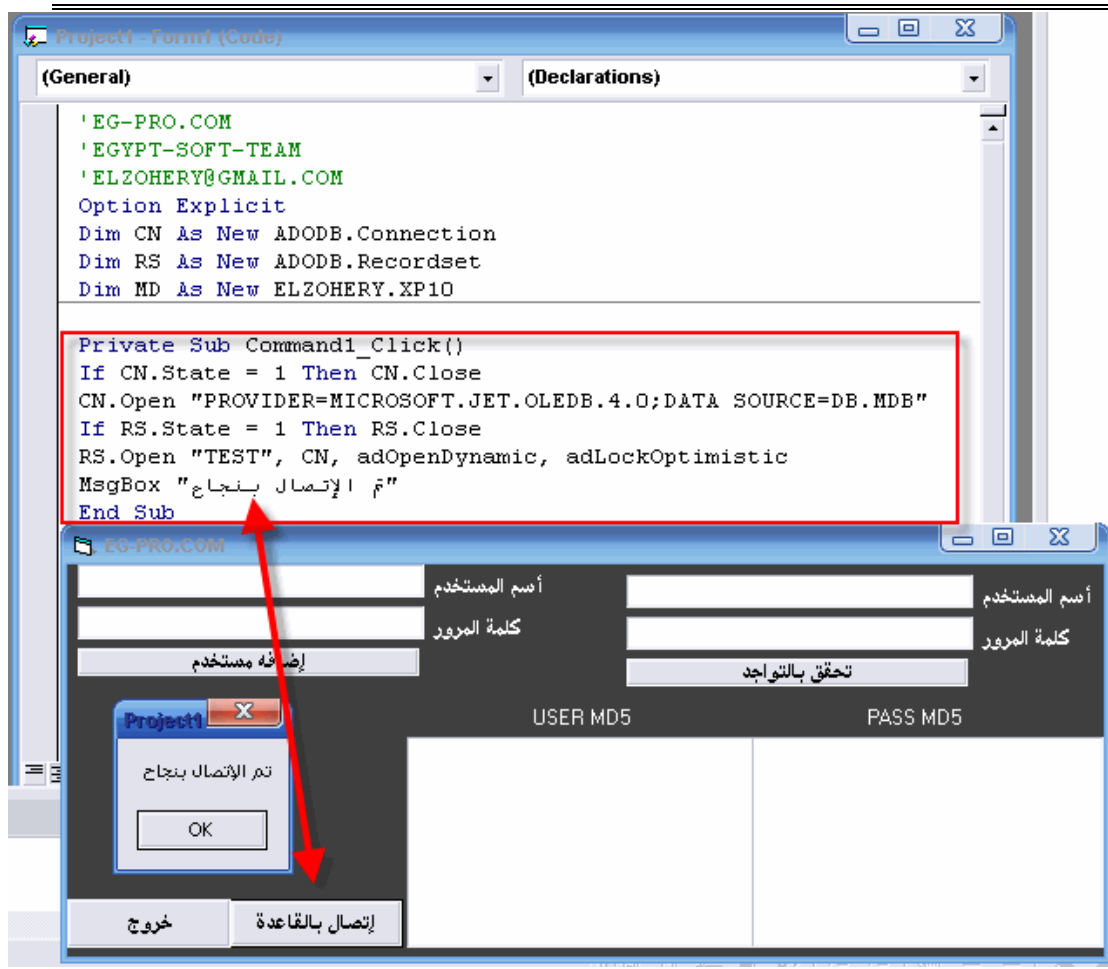 Project1 - Form1 (Code)
(General)
(Declarations)
'EG-PRO.COM
'EGYPT-SOFT-TEAM
'ELZOHERY@GMAIL.COM
Option Explicit
Dim CN As New ADODB.Connection
Dim RS As New ADODB.Recordset
Dim MD As New ELZOHERY.XP10
Private Sub Command1_Click()
If CN.State = 1 Then CN.Close
CN.Open "PROVIDER=MICROSOFT.JET.OLEDB.4.0;DATA SOURCE=DB.MDB"
If RS.State = 1 Then RS.Close
RS.Open "TEST", CN, adOpenDynamic, adLockOptimistic
MsgBox "تم الإتصال بنجاح"
End Sub
EG-PRO.COM
أسم المستخدم
أسم المستخدم
كلمة المرور
كلمة المرور
إضافه مستخدم
تحقق بالتواجد
Project1
USER MD5
PASS MD5
تم الإتصال بنجاح
OK
إتصال بالقاعدة
خروج